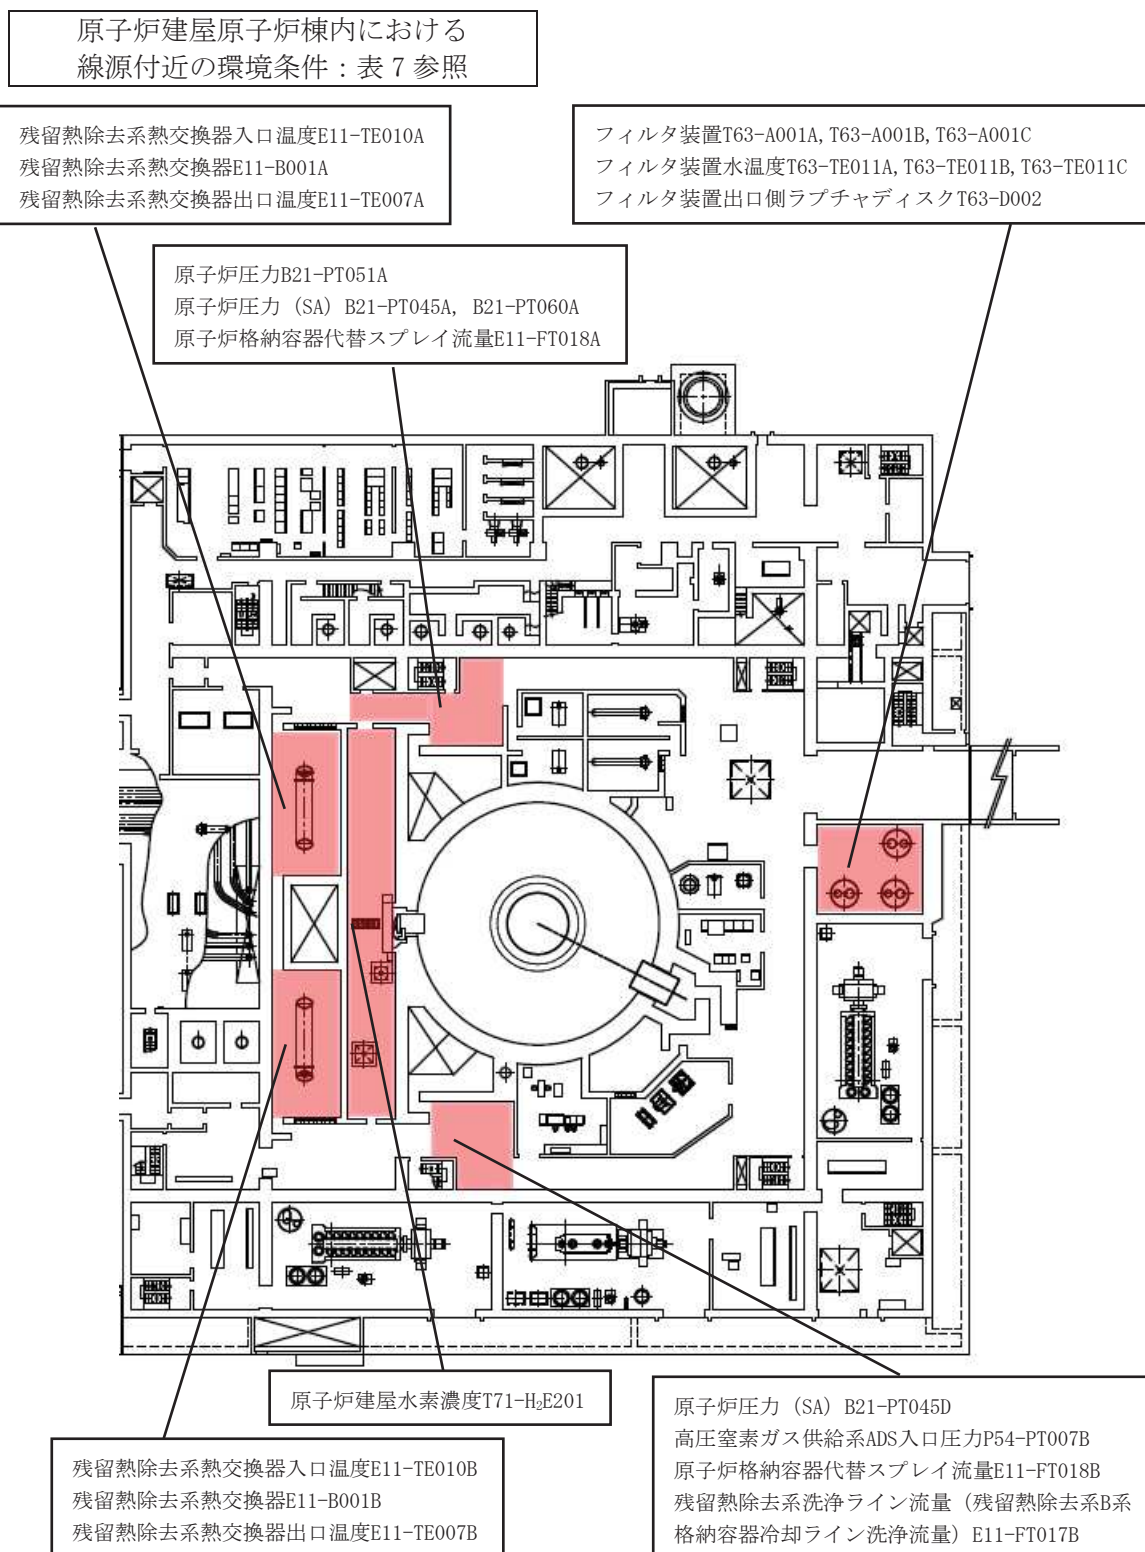 原子炉建屋原子炉棟内における
線源付近の環境条件：表７参照
残留熱除去系熱交換器入口温度E11-TE010A
残留熱除去系熱交換器E11-B001A
残留熱除去系熱交換器出口温度E11-TE007A
フィルタ装置T63-A001A, T63-A001B, T63-A001C
フィルタ装置水温度T63-TE011A, T63-TE011B, T63-TE011C
フィルタ装置出口側ラプチャディスクT63-D002
原子炉圧力B21-PT051A
原子炉圧力（SA）B21-PT045A, B21-PT060A
原子炉格納容器代替スプレイ流量E11-FT018A
原子炉建屋水素濃度T71-H₂E201
残留熱除去系熱交換器入口温度E11-TE010B
残留熱除去系熱交換器E11-B001B
残留熱除去系熱交換器出口温度E11-TE007B
原子炉圧力（SA）B21-PT045D
高圧窒素ガス供給系ADS入口圧力P54-PT007B
原子炉格納容器代替スプレイ流量E11-FT018B
残留熱除去系洗浄ライン流量（残留熱除去系B系
格納容器冷却ライン洗浄流量）E11-FT017B